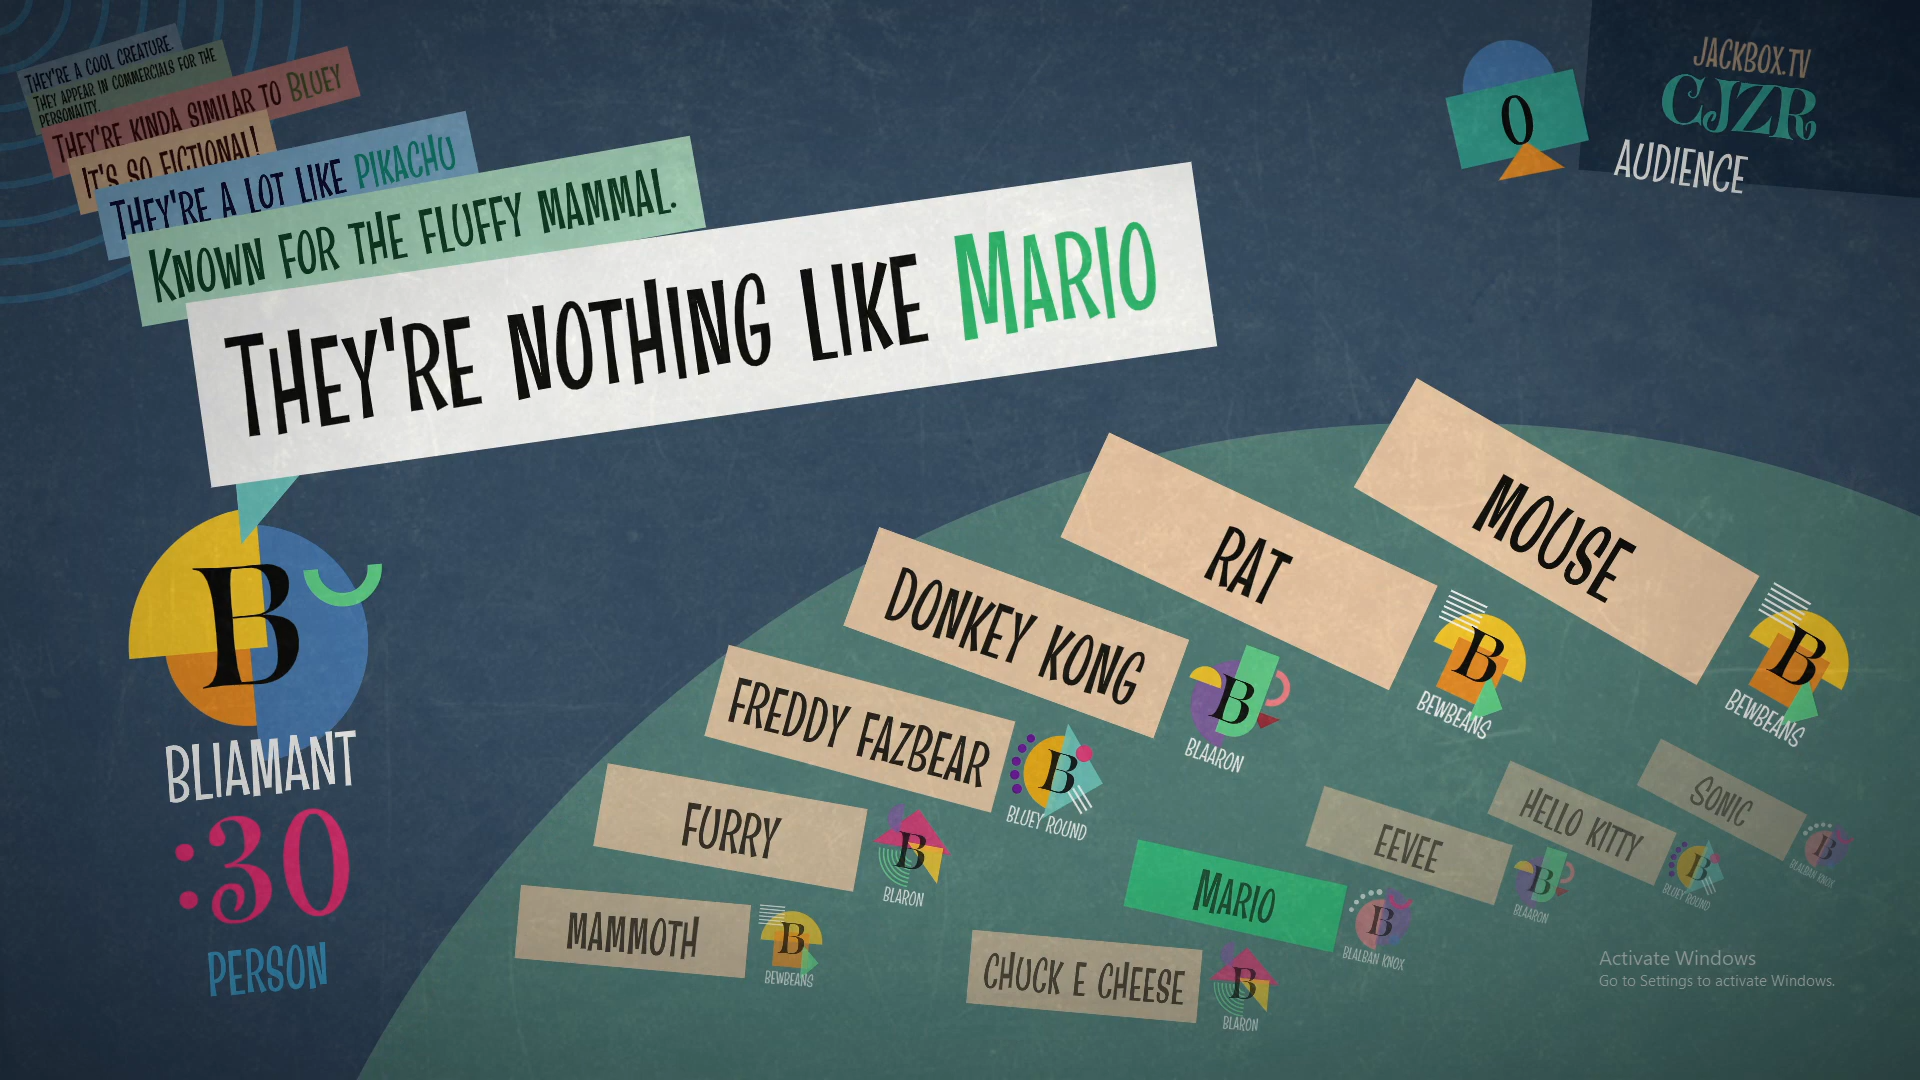 THEY'RE A COOL CREATURE.
THEY APPEAR IN COMMERCIALS FOR THE
PERSONALITY.
THEY'RE KINDA SIMILAR TO BLUEY
IT'S SO FICTIONAL!
THEY'RE A LOT LIKE PIKACHU
KNOWN FOR THE FLUFFY MAMMAL.
THEY'RE NOTHING LIKE MARIO
0
JACKBOX.TV
CJZR
AUDIENCE
B
BLIAMANT
:30
PERSON
MOUSE
B
BEWBEANS
RAT
B
BEWBEANS
DONKEY KONG
B
BLAARON
FREDDY FAZBEAR
B
BLUEY ROUND
FURRY
B
BLARON
MAMMOTH
B
BEWBEANS
SONIC
B
BLALBAN KNOX
HELLO KITTY
B
BLUEY ROUND
EEVEE
B
BLAARON
MARIO
B
BLALBAN KNOX
CHUCK E CHEESE
B
BLARON
Activate Windows
Go to Settings to activate Windows.